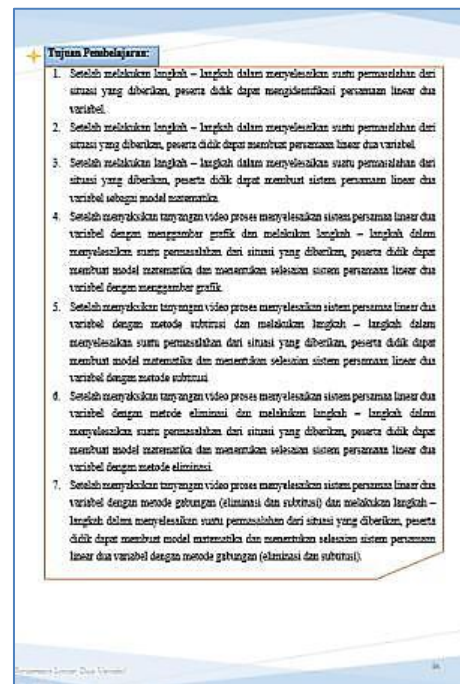 Tujuan Pembelajaran:
1. Setelah melakukan langkah – langkah dalam menyelesaikan suatu permasalahan dari
situasi yang diberikan, peserta didik dapat mengidentifikasi persamaan linear dua
variabel.
2. Setelah melakukan langkah – langkah dalam menyelesaikan suatu permasalahan dari
situasi yang diberikan, peserta didik dapat membuat persamaan linear dua variabel.
3. Setelah melakukan langkah – langkah dalam menyelesaikan suatu permasalahan dari
situasi yang diberikan, peserta didik dapat membuat sistem persamaan linear dua
variabel sebagai model matematika.
4. Setelah menyaksikan tanyangan video proses menyelesaikan sistem persamaa linear dua
variabel dengan menggambar grafik dan melakukan langkah – langkah dalam
menyelesaikan suatu permasalahan dari situasi yang diberikan, peserta didik dapat
membuat model matematika dan menentukan selesaian sistem persamaan linear dua
variabel dengan menggambar grafik.
5. Setelah menyaksikan tanyangan video proses menyelesaikan sistem persamaa linear dua
variabel dengan metode subtitusi dan melakukan langkah – langkah dalam
menyelesaikan suatu permasalahan dari situasi yang diberikan, peserta didik dapat
membuat model matematika dan menentukan selesaian sistem persamaan linear dua
variabel dengan metode subtitusi.
6. Setelah menyaksikan tanyangan video proses menyelesaikan sistem persamaa linear dua
variabel dengan metode eliminasi dan melakukan langkah – langkah dalam
menyelesaikan suatu permasalahan dari situasi yang diberikan, peserta didik dapat
membuat model matematika dan menentukan selesaian sistem persamaan linear dua
variabel dengan metode eliminasi.
7. Setelah menyaksikan tanyangan video proses menyelesaikan sistem persamaa linear dua
variabel dengan metode gabungan (eliminasi dan subtitusi) dan melakukan langkah –
langkah dalam menyelesaikan suatu permasalahan dari situasi yang diberikan, peserta
didik dapat membuat model matematika dan menentukan selesaian sistem persamaan
linear dua variabel dengan metode gabungan (elaminasi dan subtitusi).
Persamaan Linear Dua Variabel